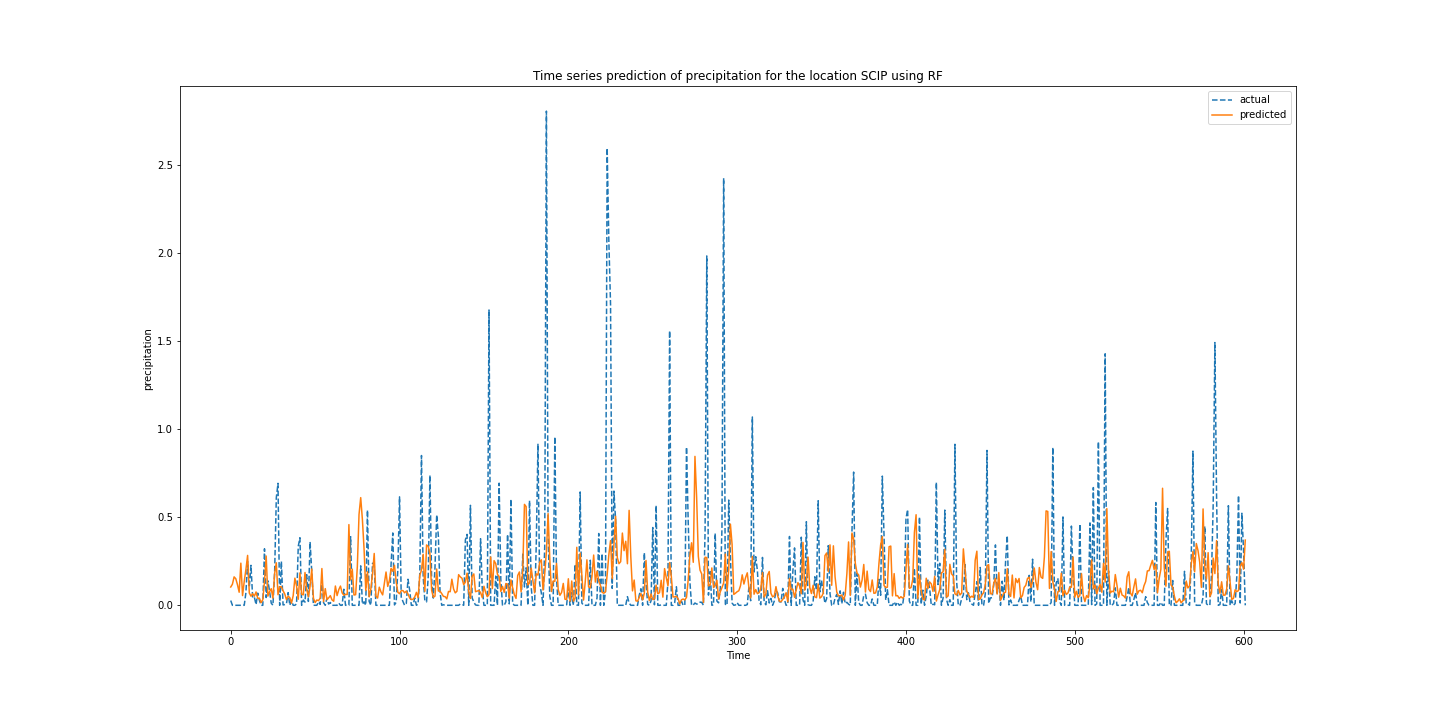 Time series prediction of precipitation for the location SCIP using RF
actual
predicted
precipitation
2.5
2.0
1.5
1.0
0.5
0.0
0
100
200
300
400
500
600
Time